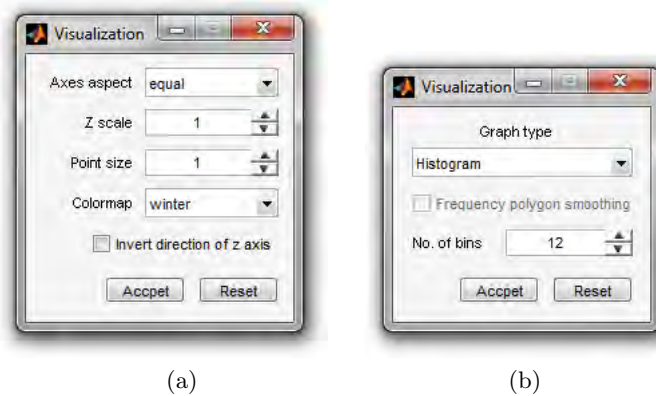 Visualization
Axes aspect equal
Z scale 1
Point size 1
Colormap winter
Invert direction of z axis
Accpet Reset
(a)
Visualization
Graph type
Histogram
Frequency polygon smoothing
No. of bins 12
Accpet Reset
(b)